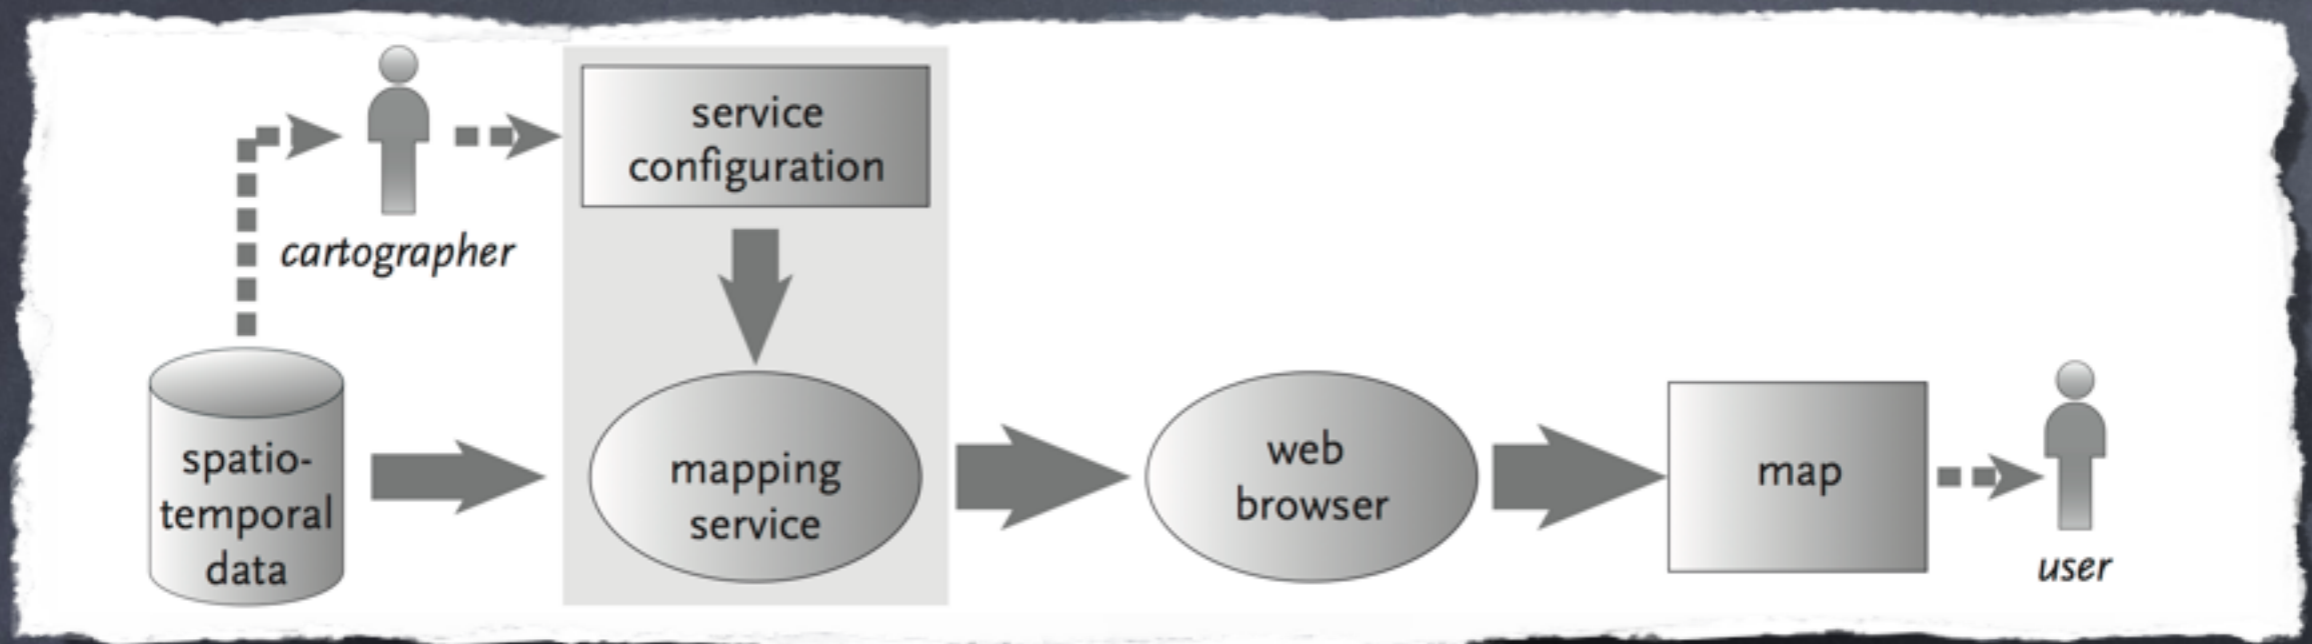 service
configuration
cartographer
spatio-
temporal
data
mapping
service
web
browser
map
user